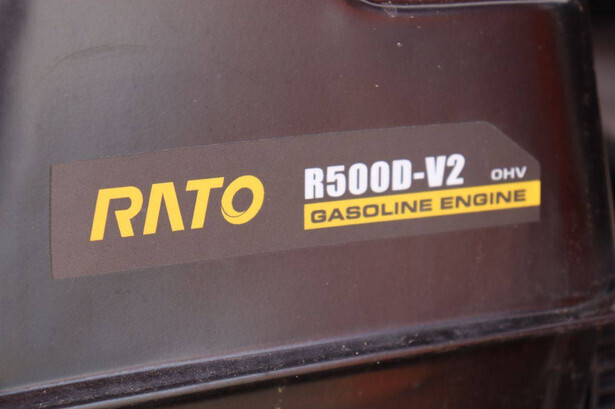 RATO
R500D-V2 OHV
GASOLINE ENGINE